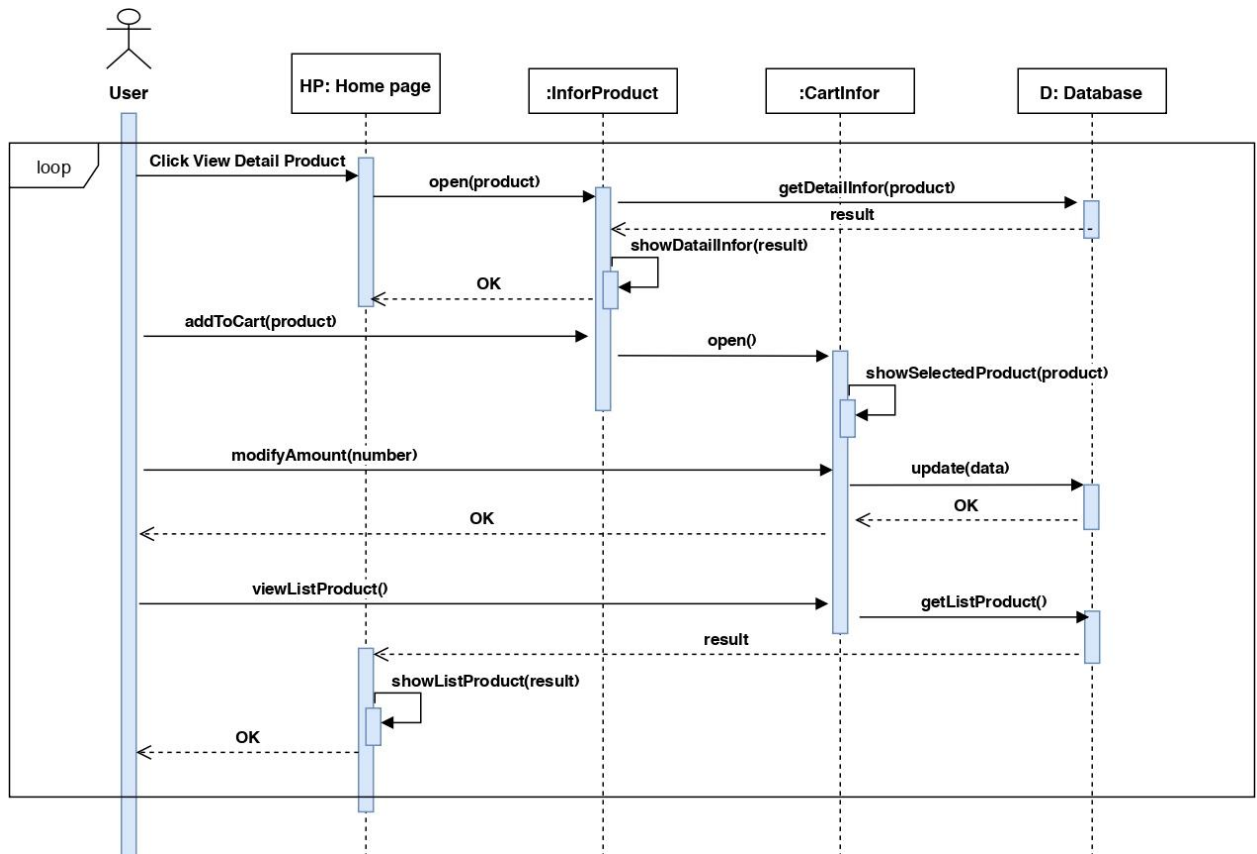 User
HP: Home page
:InforProduct
:CartInfor
D: Database
loop
Click View Detail Product
open(product)
getDetailInfor(product)
result
showDatailInfor(result)
OK
addToCart(product)
open()
showSelectedProduct(product)
modifyAmount(number)
update(data)
OK
OK
viewListProduct()
getListProduct()
result
showListProduct(result)
OK